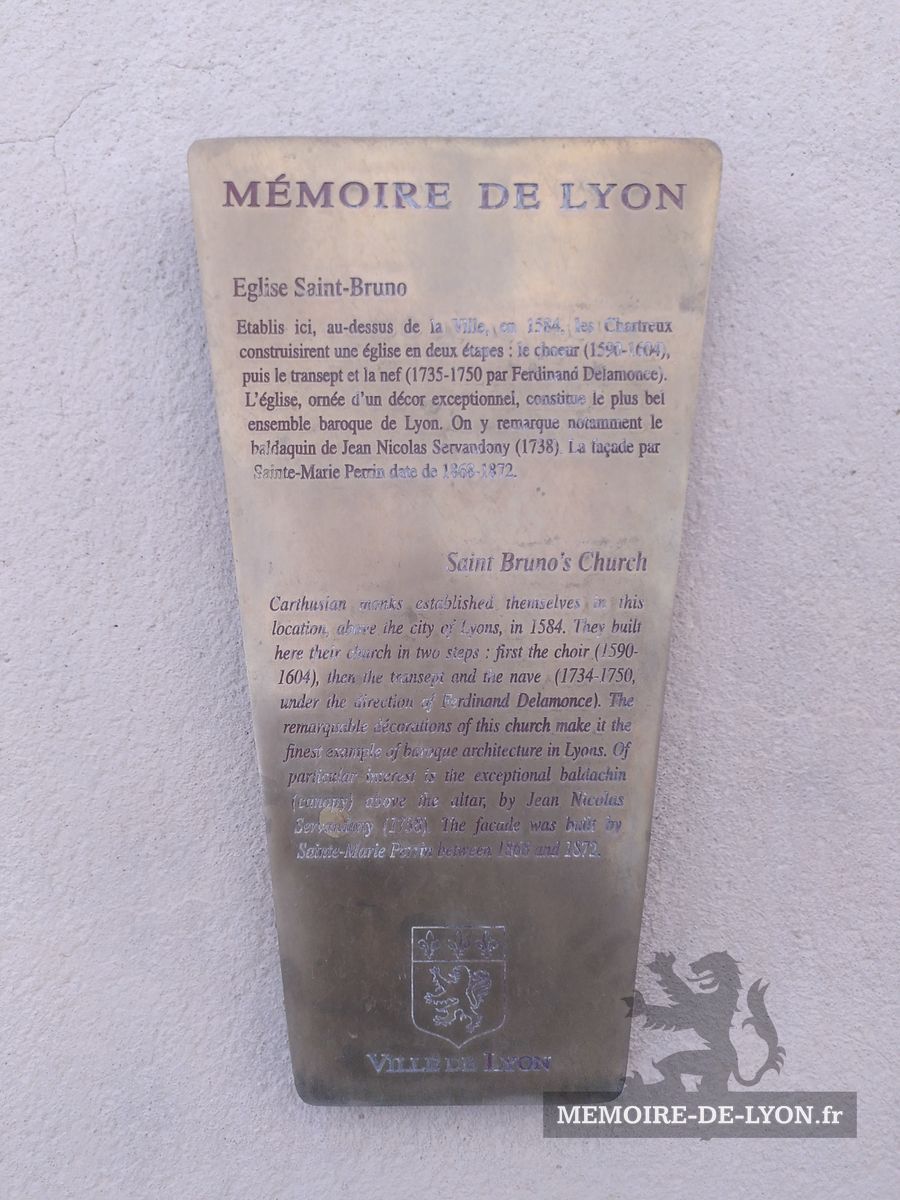 MÉMOIRE DE LYON
Eglise Saint-Bruno
Etablis ici, au-dessus de la Ville, en 1584, les Chartreux
construisirent une église en deux étapes : le choeur (1590-1604),
puis le transept et la nef (1735-1750 par Ferdinand Delamonce).
L'église, ornée d'un décor exceptionnel, constitue le plus bel
ensemble baroque de Lyon. On y remarque notamment le
baldaquin de Jean Nicolas Servandony (1738). La façade par
Sainte-Marie Perrin date de 1868-1872.
Saint Bruno's Church
Carthusian monks established themselves in this
location, above the city of Lyons, in 1584. They built
here their church in two steps : first the choir (1590-
1604), then the transept and the nave (1734-1750,
under the direction of Ferdinand Delamonce). The
remarquable décorations of this church make it the
finest example of baroque architecture in Lyons. Of
particular interest is the exceptional baldachin
(canopy) above the altar, by Jean Nicolas
Servandony (1738). The facade was built by
Sainte-Marie Perrin between 1868 and 1872.
VILLE DE LYON
MEMOIRE-DE-LYON.fr